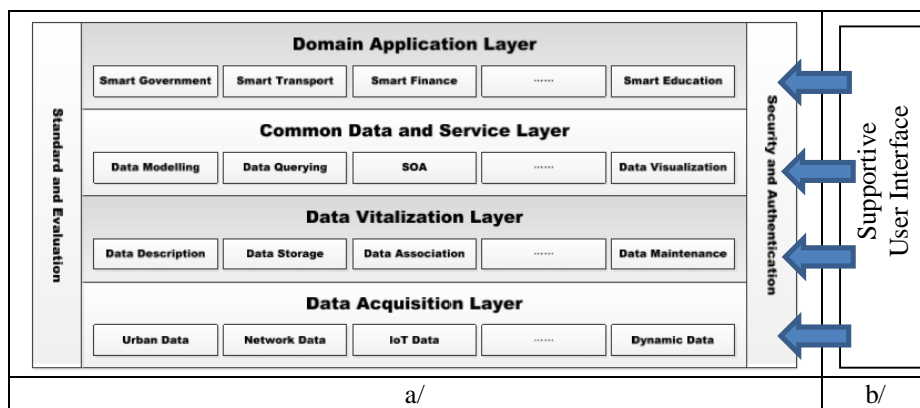 Standard and Evaluation
Domain Application Layer
Smart Government
Smart Transport
Smart Finance
······
Smart Education
Common Data and Service Layer
Data Modelling
Data Querying
SOA
······
Data Visualization
Data Vitalization Layer
Data Description
Data Storage
Data Association
······
Data Maintenance
Data Acquisition Layer
Urban Data
Network Data
IoT Data
······
Dynamic Data
Security and Authentication
Supportive
User Interface
a/
b/